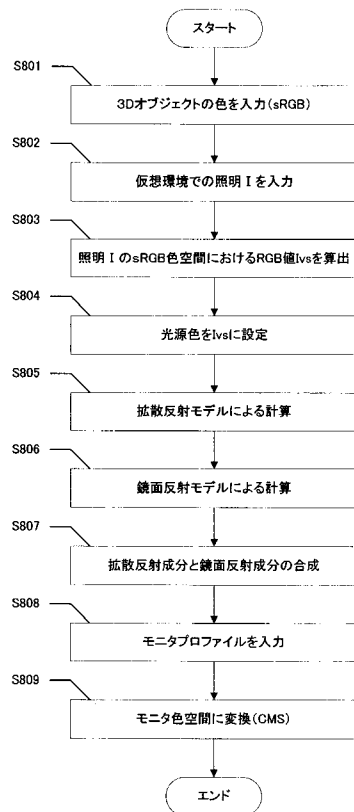 スタート
S801
3Dオブジェクトの色を入力(sRGB)
S802
仮想環境での照明 I を入力
S803
照明 I のsRGB色空間におけるRGB値Ivsを算出
S804
光源色をIvsに設定
S805
拡散反射モデルによる計算
S806
鏡面反射モデルによる計算
S807
拡散反射成分と鏡面反射成分の合成
S808
モニタプロファイルを入力
S809
モニタ色空間に変換(CMS)
エンド